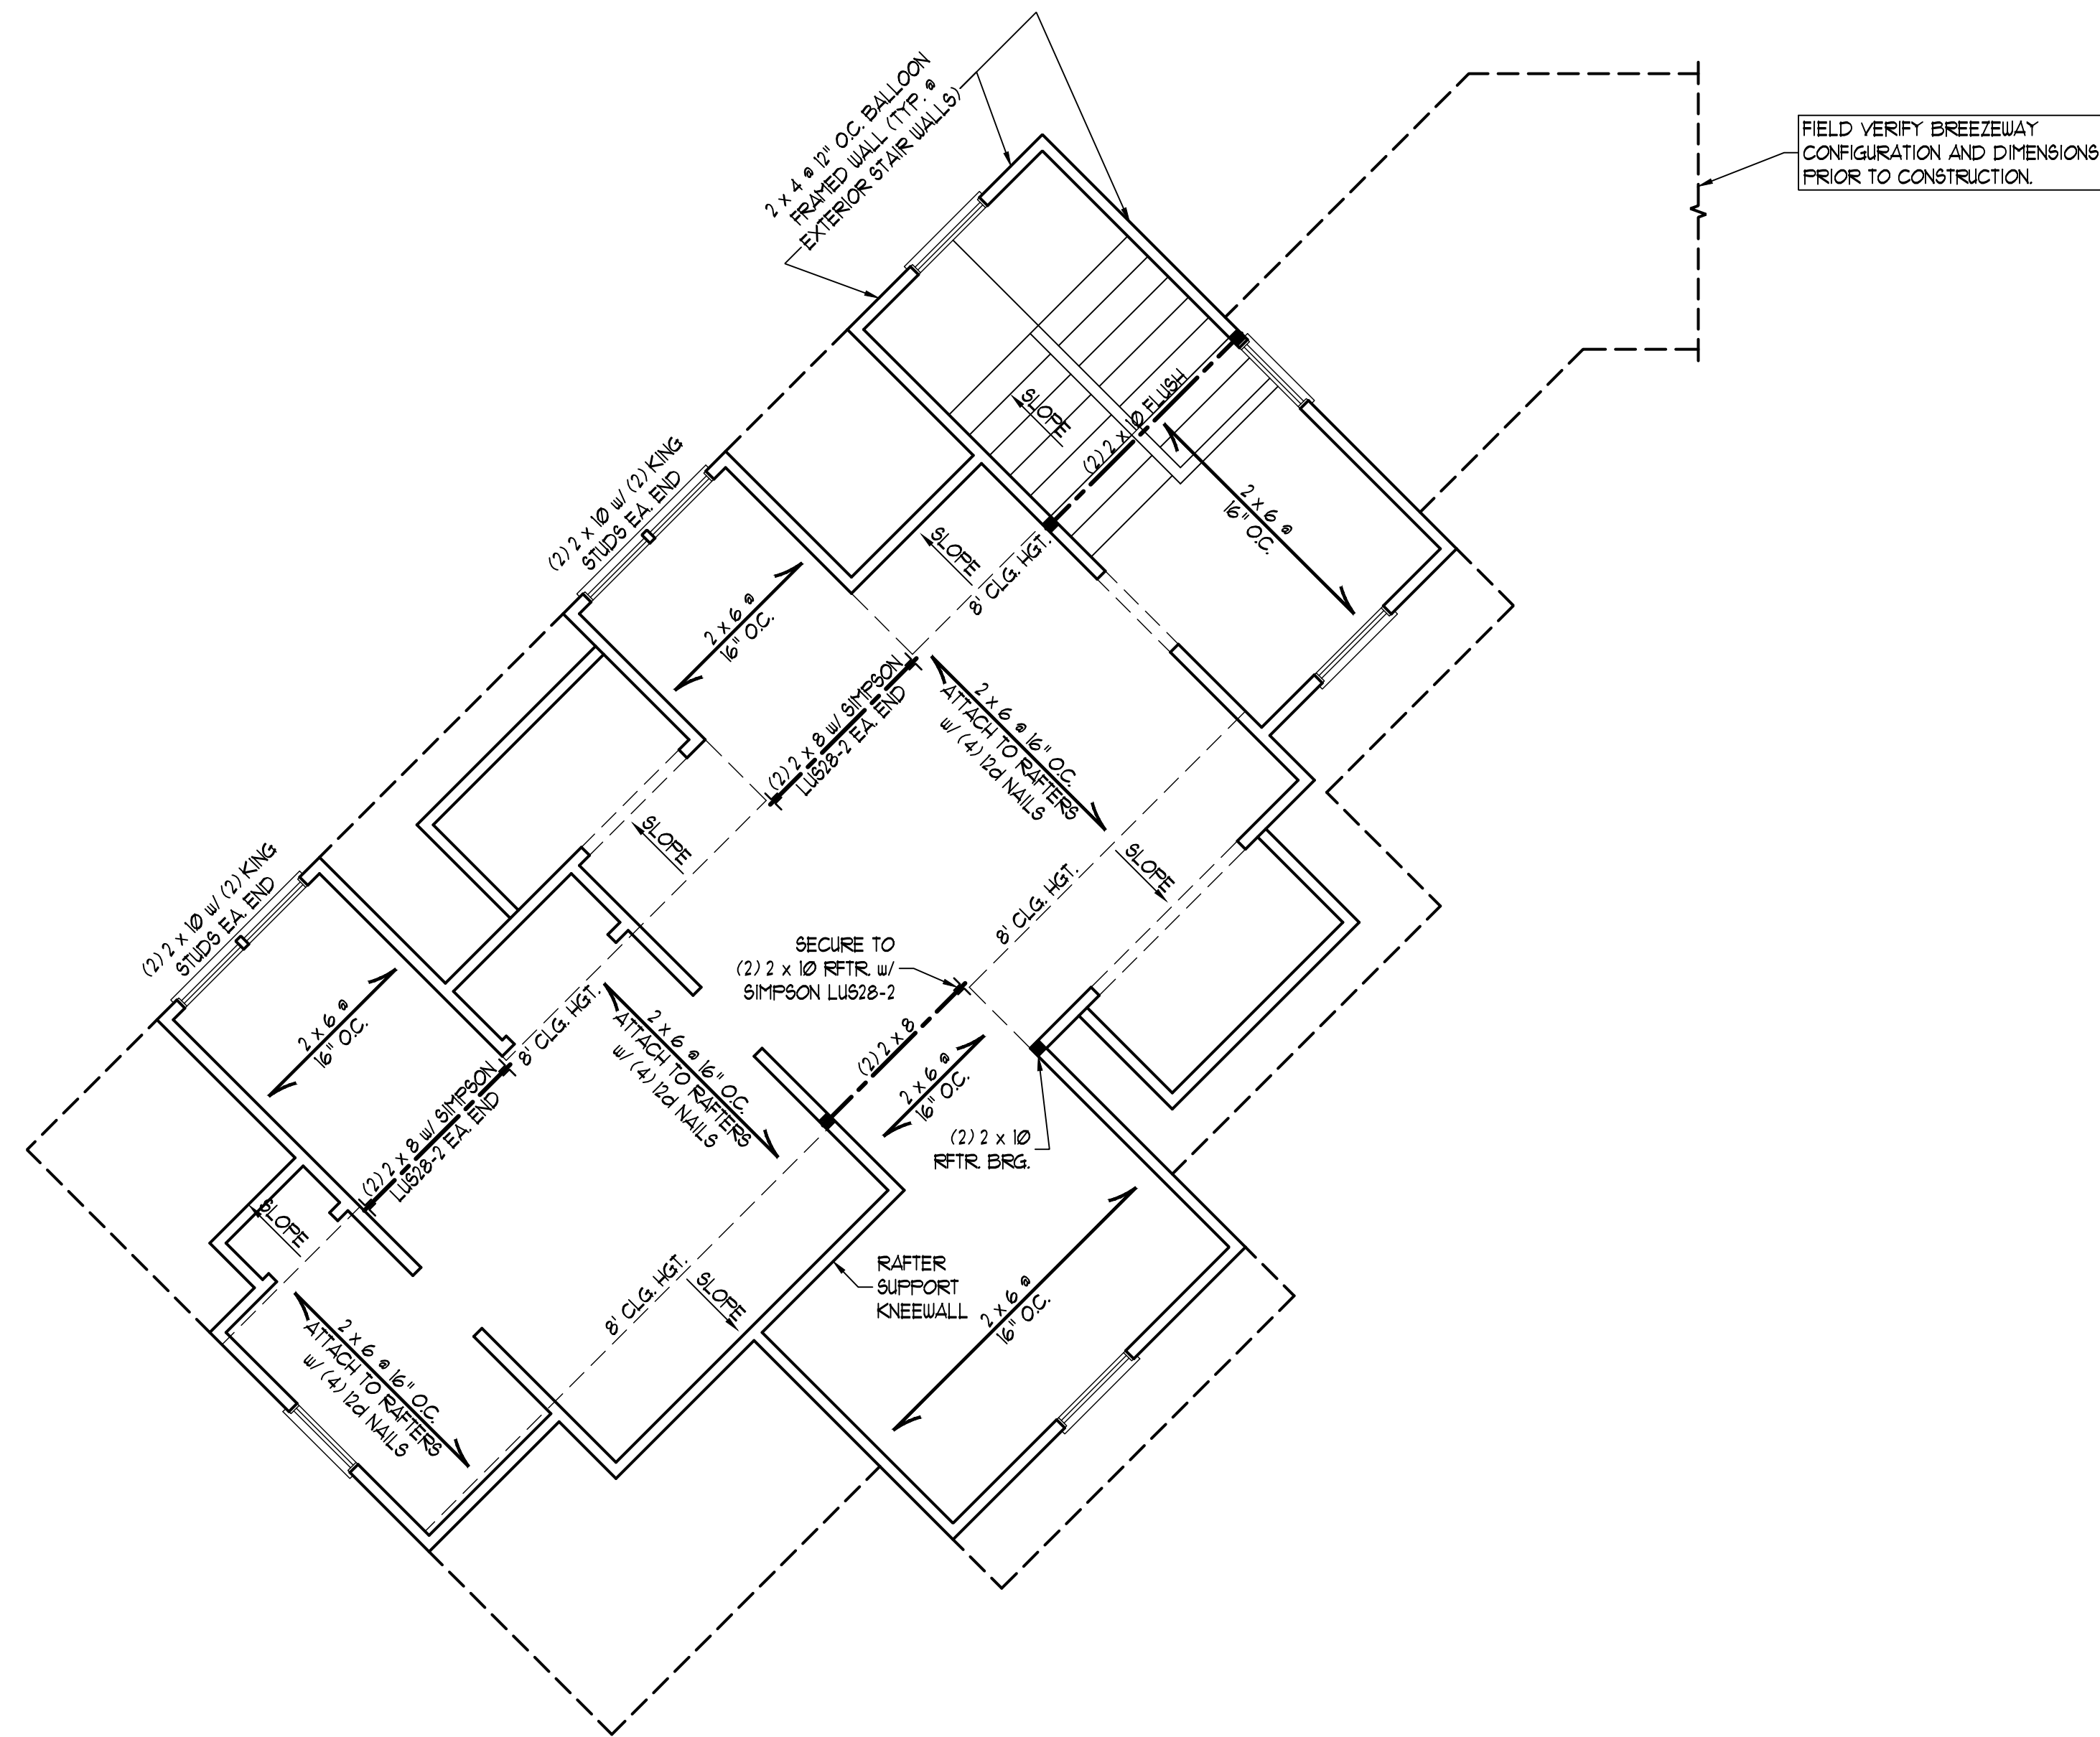 2 x 4 @ 12" O.C. BALLOON
FRAMED WALL (TYP. @
EXTERIOR STAIR WALLS)
FIELD VERIFY BREEZEWAY
CONFIGURATION AND DIMENSIONS
PRIOR TO CONSTRUCTION.
SLOPE
(2) 2 x 10 FLUSH
2 x 6 @
16" O.C.
(2) 2 x 10 w/ (2) KING
STUDS EA. END
SLOPE
8' CLG. HGT.
2 x 6 @
16" O.C.
(2) 2 x 8 w/ SIMPSON
LUS28-2 EA. END
2 x 6 @ 16" O.C.
ATTACH TO RAFTERS
w/ (4) 12d NAILS
SLOPE
SLOPE
8' CLG. HGT.
(2) 2 x 10 w/ (2) KING
STUDS EA. END
SECURE TO
(2) 2 x 10 RFTR. w/
SIMPSON LUS28-2
2 x 6 @
16" O.C.
8' CLG. HGT.
2 x 6 @ 16" O.C.
ATTACH TO RAFTERS
w/ (4) 12d NAILS
(2) 2 x 8
2 x 6 @
16" O.C.
(2) 2 x 10
RFTR. BRG.
(2) 2 x 8 w/ SIMPSON
LUS28-2 EA. END
SLOPE
RAFTER
SUPPORT
KNEEWALL
8' CLG. HGT.
SLOPE
2 x 6 @
16" O.C.
2 x 6 @ 16" O.C.
ATTACH TO RAFTERS
w/ (4) 12d NAILS